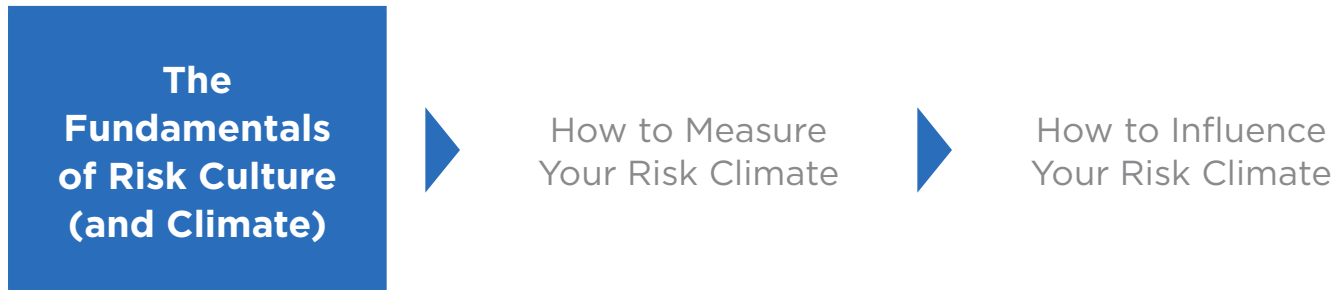 The
Fundamentals
of Risk Culture
(and Climate)
How to Measure
Your Risk Climate
How to Influence
Your Risk Climate